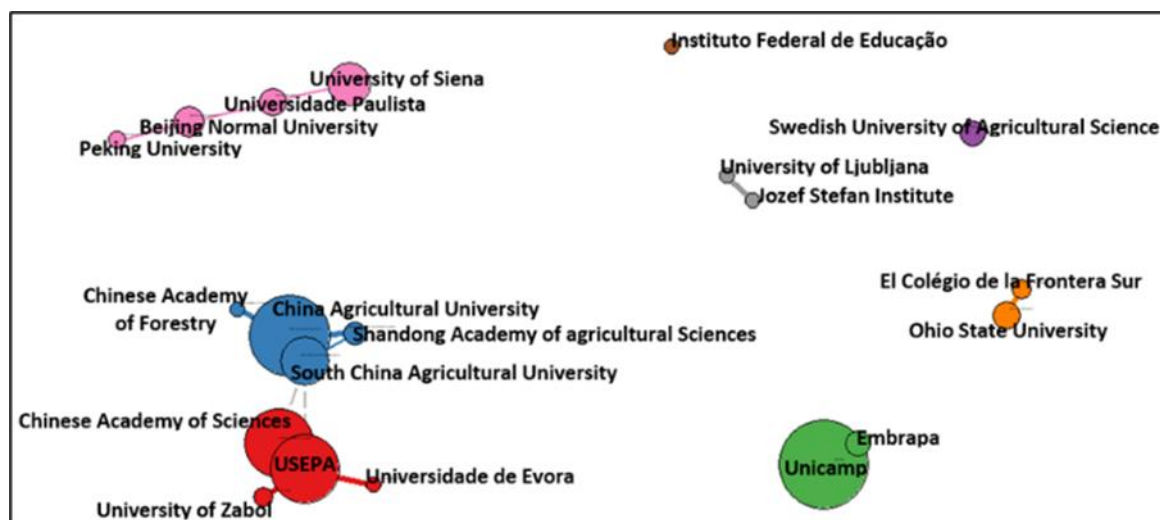 Instituto Federal de Educação
University of Siena
Universidade Paulista
Beijing Normal University
Peking University
Swedish University of Agricultural Science
University of Ljubljana
Jozef Stefan Institute
El Colégio de la Frontera Sur
Ohio State University
Chinese Academy
of Forestry
China Agricultural University
Shandong Academy of agricultural Sciences
South China Agricultural University
Chinese Academy of Sciences
USEPA
Universidade de Evora
University of Zabol
Embrapa
Unicamp